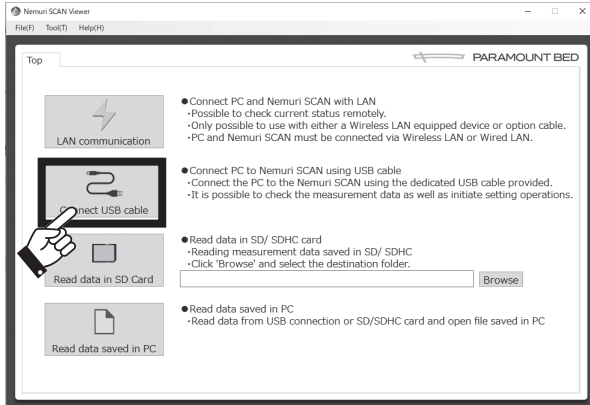 Nemuri SCAN Viewer
File(F) Tool(T) Help(H)
Top
PARAMOUNT BED
LAN communication
●Connect PC and Nemuri SCAN with LAN
・Possible to check current status remotely.
・Only possible to use with either a Wireless LAN equipped device or option cable.
・PC and Nemuri SCAN must be connected via Wireless LAN or Wired LAN.
Connect USB cable
●Connect PC to Nemuri SCAN using USB cable
・Connect the PC to the Nemuri SCAN using the dedicated USB cable provided.
・It is possible to check the measurement data as well as initiate setting operations.
Read data in SD Card
●Read data in SD/ SDHC card
・Reading measurement data saved in SD/ SDHC
・Click 'Browse' and select the destination folder.
Browse
Read data saved in PC
●Read data saved in PC
・Read data from USB connection or SD/SDHC card and open file saved in PC